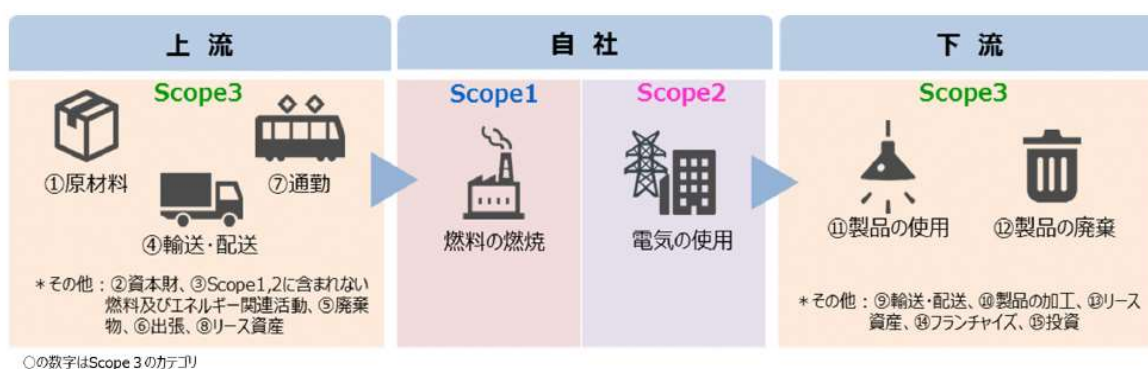 上 流
Scope3
①原材料
⑦通勤
④輸送・配送
＊その他：②資本財、③Scope1,2に含まれない
燃料及びエネルギー関連活動、⑤廃棄
物、⑥出張、⑧リース資産
自 社
Scope1
燃料の燃焼
Scope2
電気の使用
下 流
Scope3
⑪製品の使用
⑫製品の廃棄
＊その他：⑨輸送・配送、⑩製品の加工、⑬リース
資産、⑭フランチャイズ、⑮投資
○の数字はScope３のカテゴリ